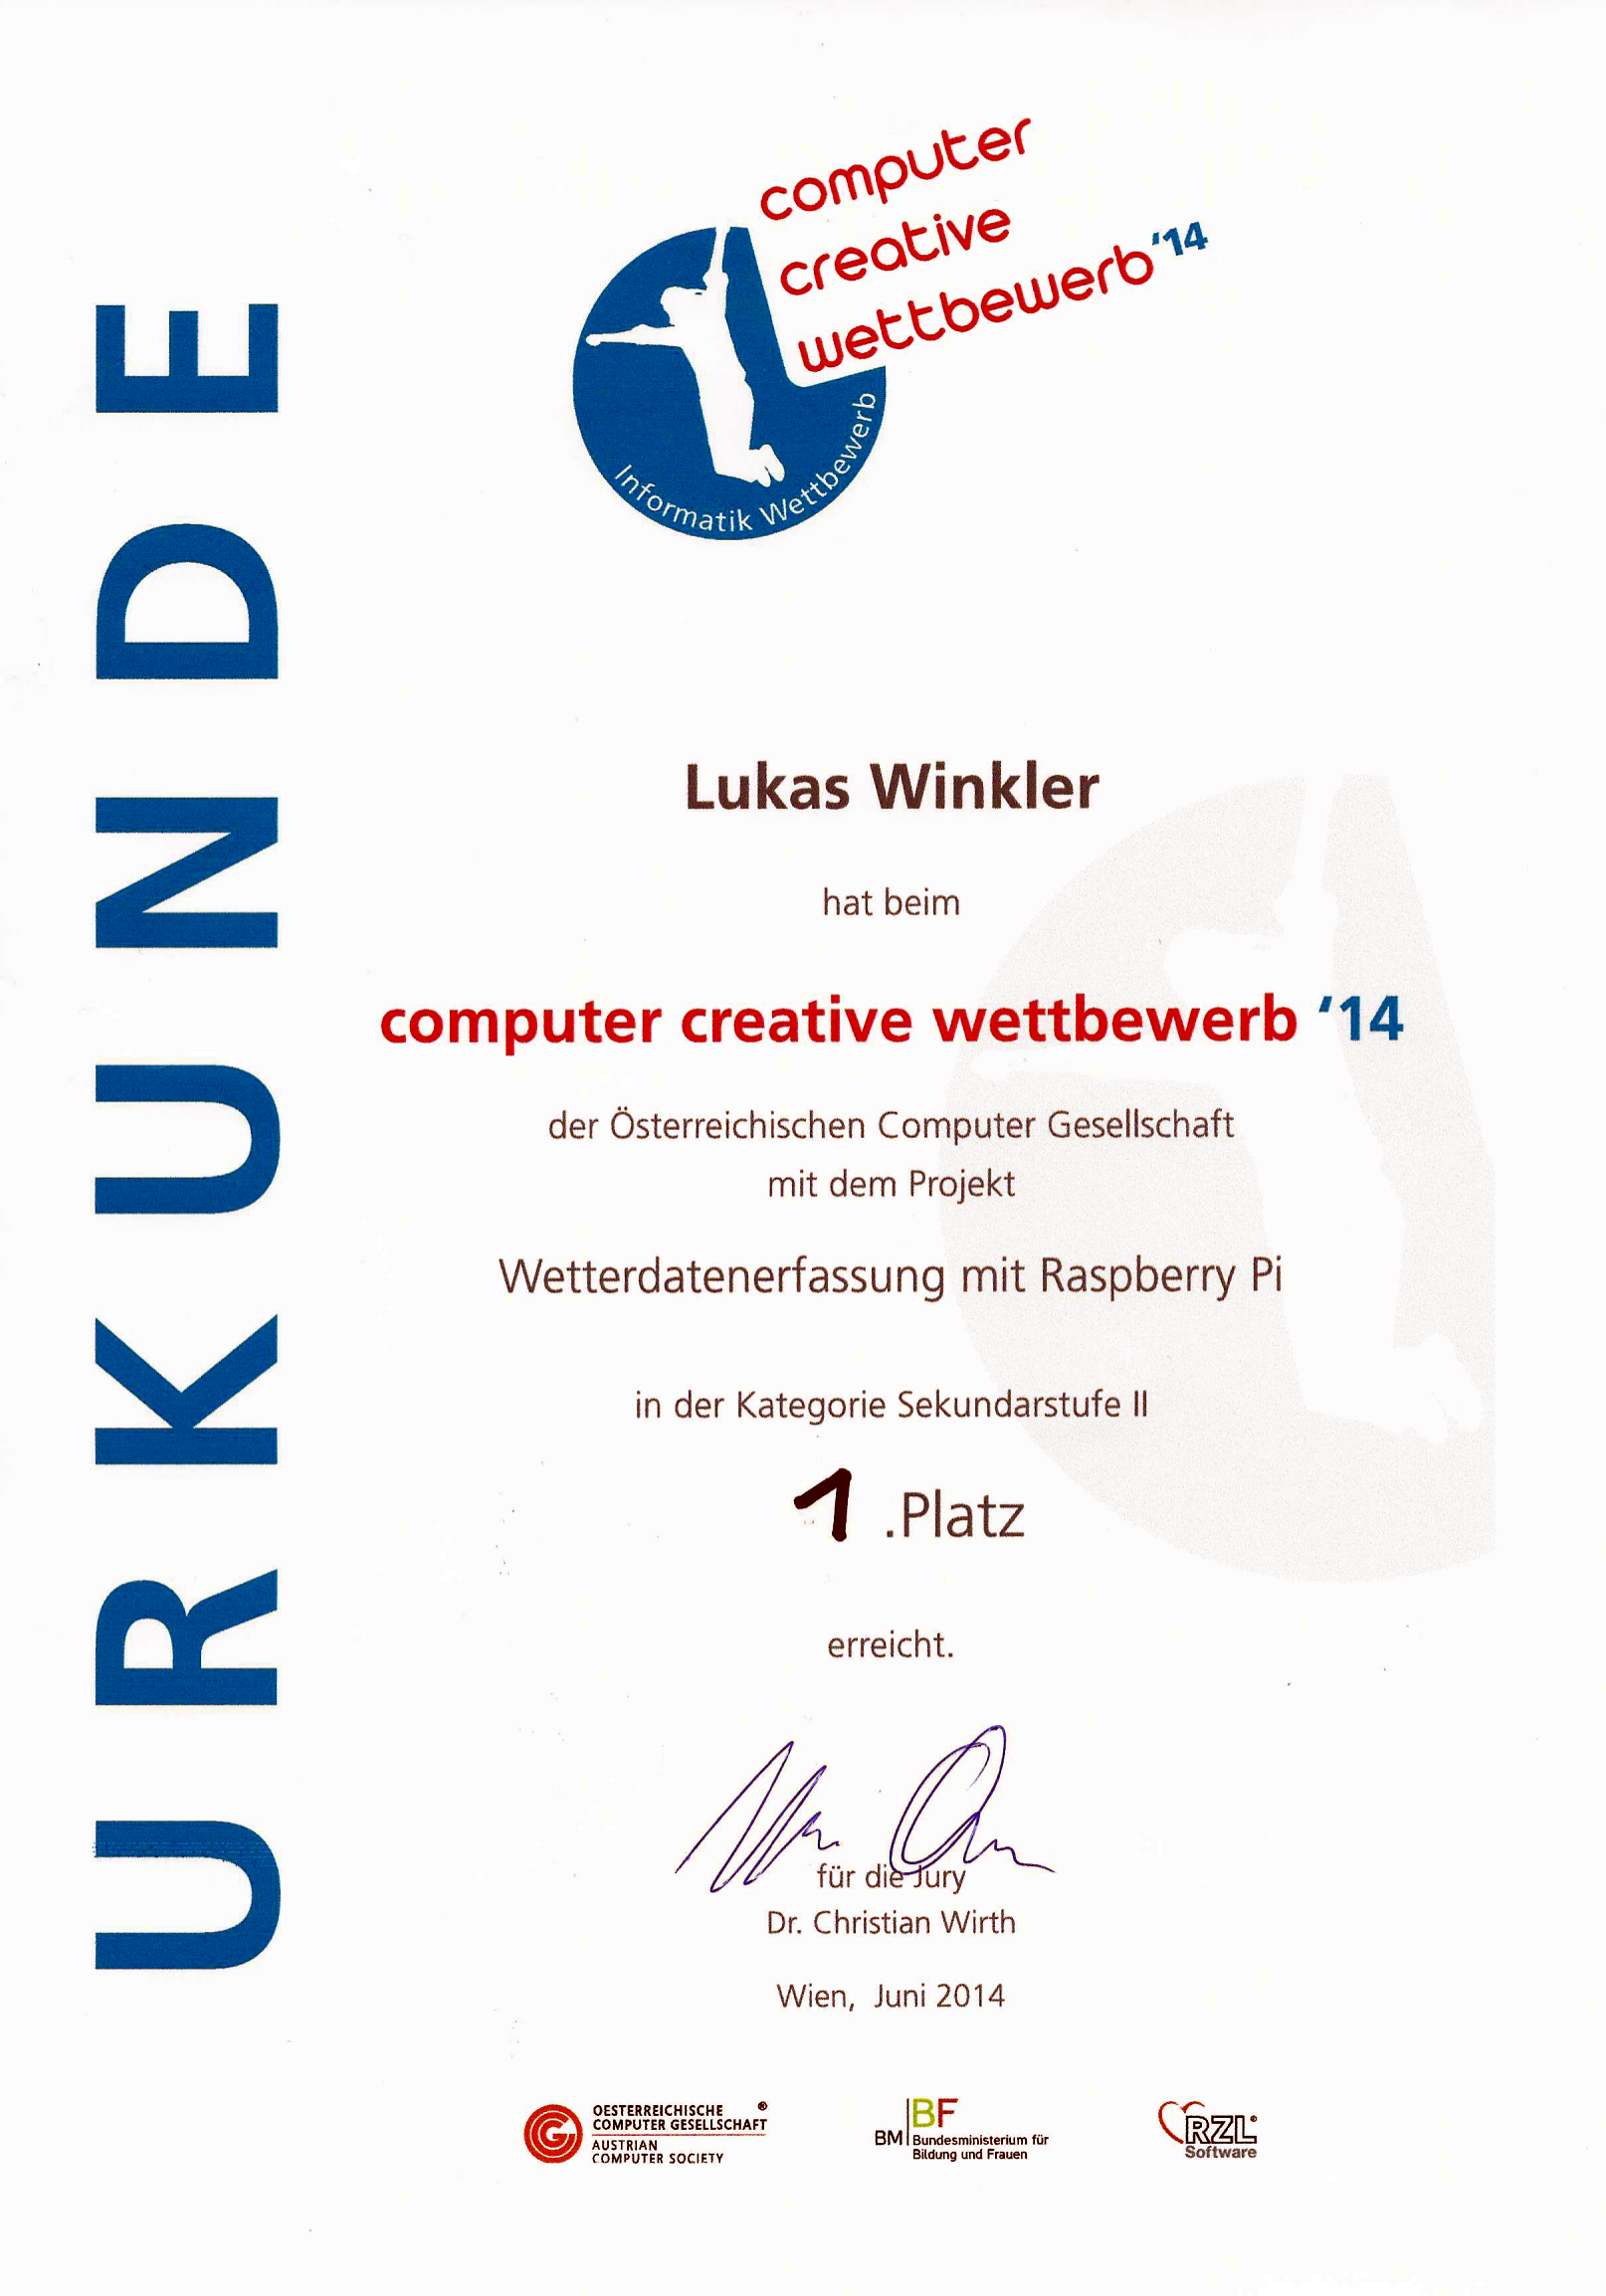 URKUNDE
computer
creative
wettbewerb '14
Informatik Wettbewerb
Lukas Winkler
hat beim
computer creative wettbewerb '14
der Österreichischen Computer Gesellschaft
mit dem Projekt
Wetterdatenerfassung mit Raspberry Pi
in der Kategorie Sekundarstufe II
1 .Platz
erreicht.
für die Jury
Dr. Christian Wirth
Wien, Juni 2014
OESTERREICHISCHE ®
COMPUTER GESELLSCHAFT
AUSTRIAN
COMPUTER SOCIETY
BF
BM Bundesministerium für
Bildung und Frauen
RZL
Software